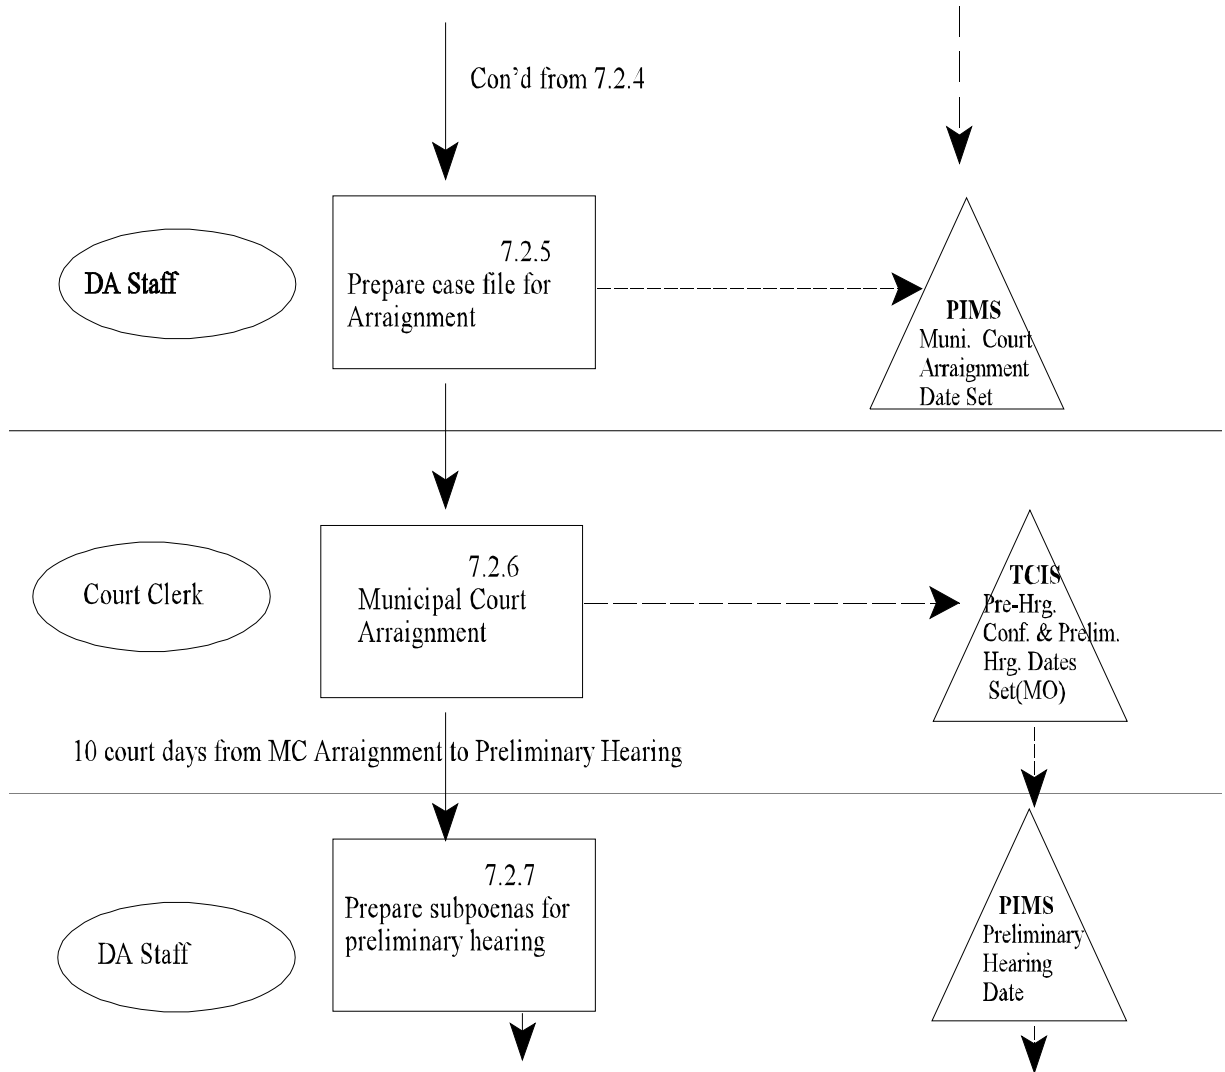 Con'd from 7.2.4
DA Staff
7.2.5
Prepare case file for
Arraignment
PIMS
Muni. Court
Arraignment
Date Set
Court Clerk
7.2.6
Municipal Court
Arraignment
TCIS
Pre-Hrg.
Conf. & Prelim.
Hrg. Dates
Set(MO)
10 court days from MC Arraignment to Preliminary Hearing
DA Staff
7.2.7
Prepare subpoenas for
preliminary hearing
PIMS
Preliminary
Hearing
Date